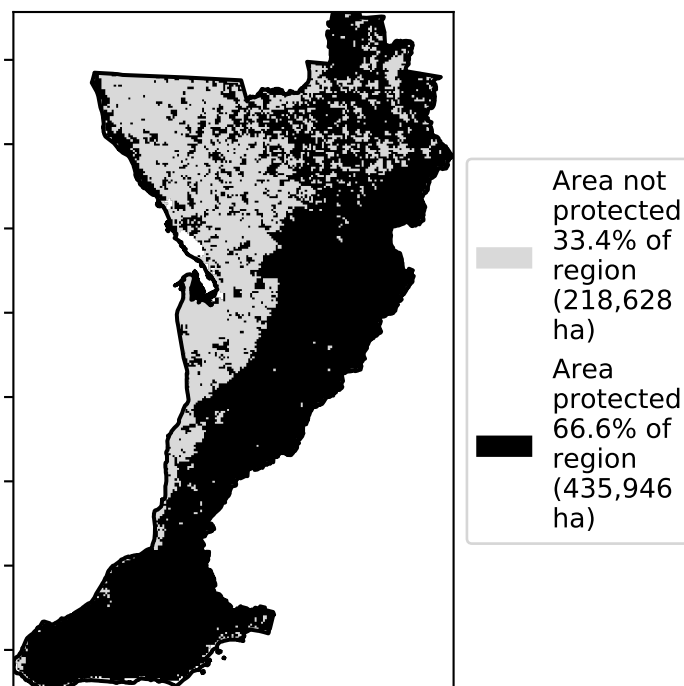 Area not
protected
33.4% of
region
(218,628
ha)
Area
protected
66.6% of
region
(435,946
ha)